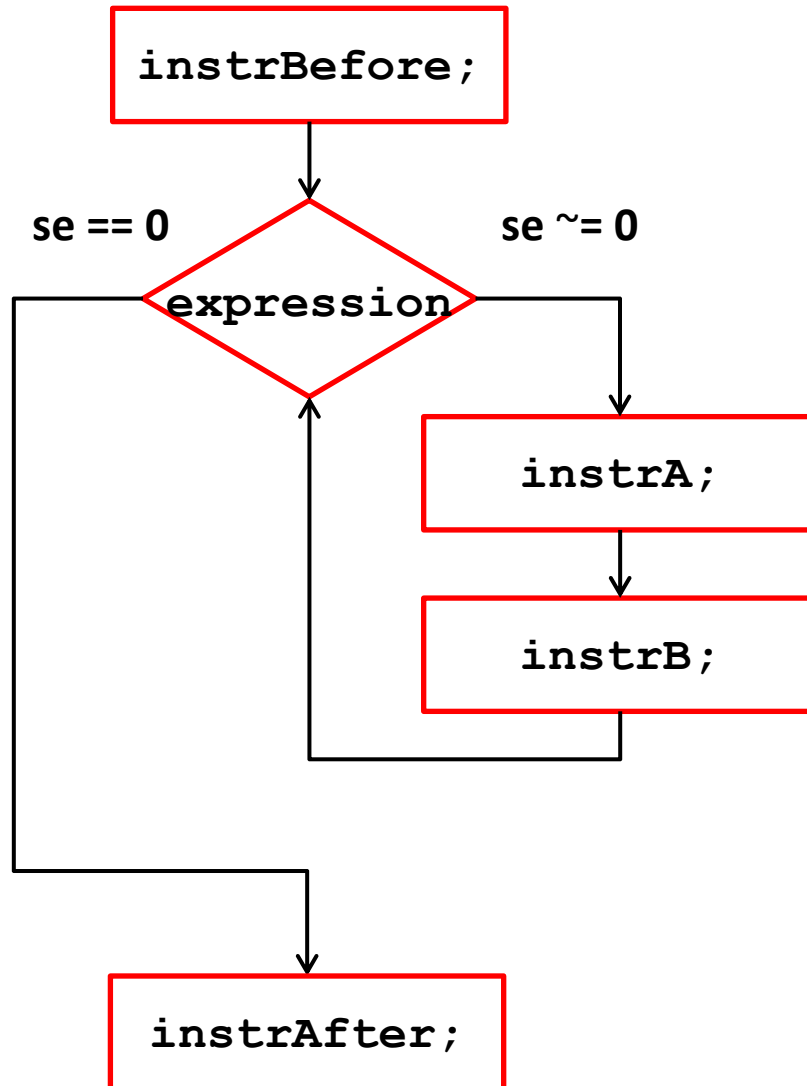 instrBefore;
se == 0
se ~= 0
expression
instrA;
instrB;
instrAfter;